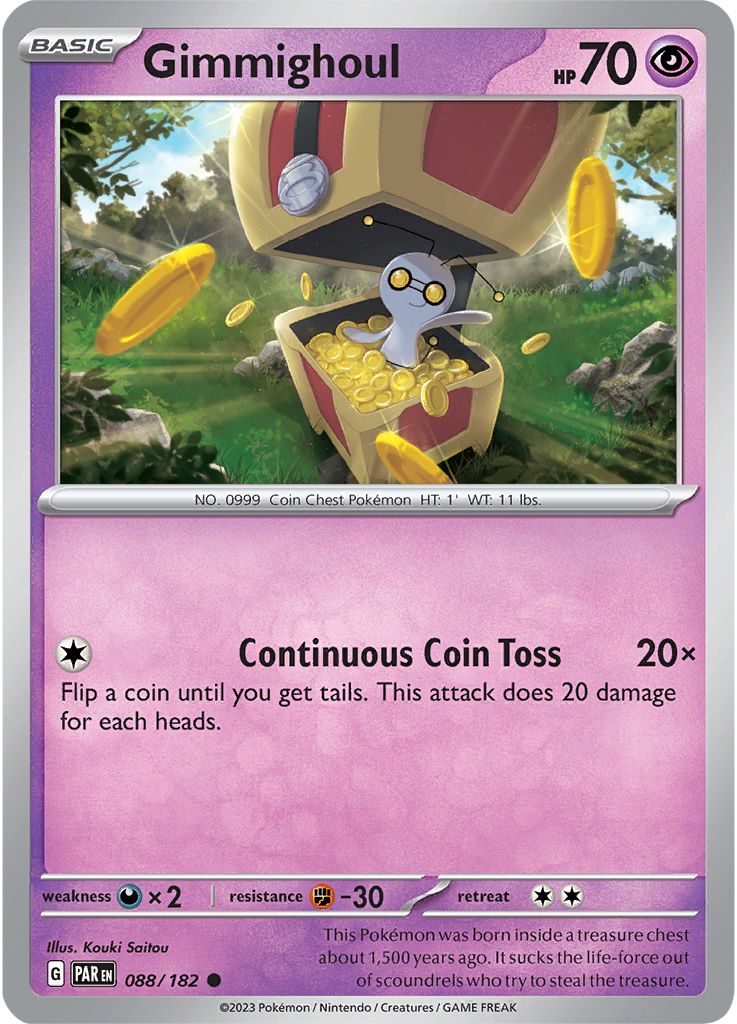 BASIC
Gimmighoul
HP 70
NO. 0999 Coin Chest Pokémon HT: 1' WT: 11 lbs.
Continuous Coin Toss 20×
Flip a coin until you get tails. This attack does 20 damage
for each heads.
weakness ×2 resistance -30 retreat
Illus. Kouki Saitou
This Pokémon was born inside a treasure chest
about 1,500 years ago. It sucks the life-force out
of scoundrels who try to steal the treasure.
G PAR EN 088/182
©2023 Pokémon / Nintendo / Creatures / GAME FREAK